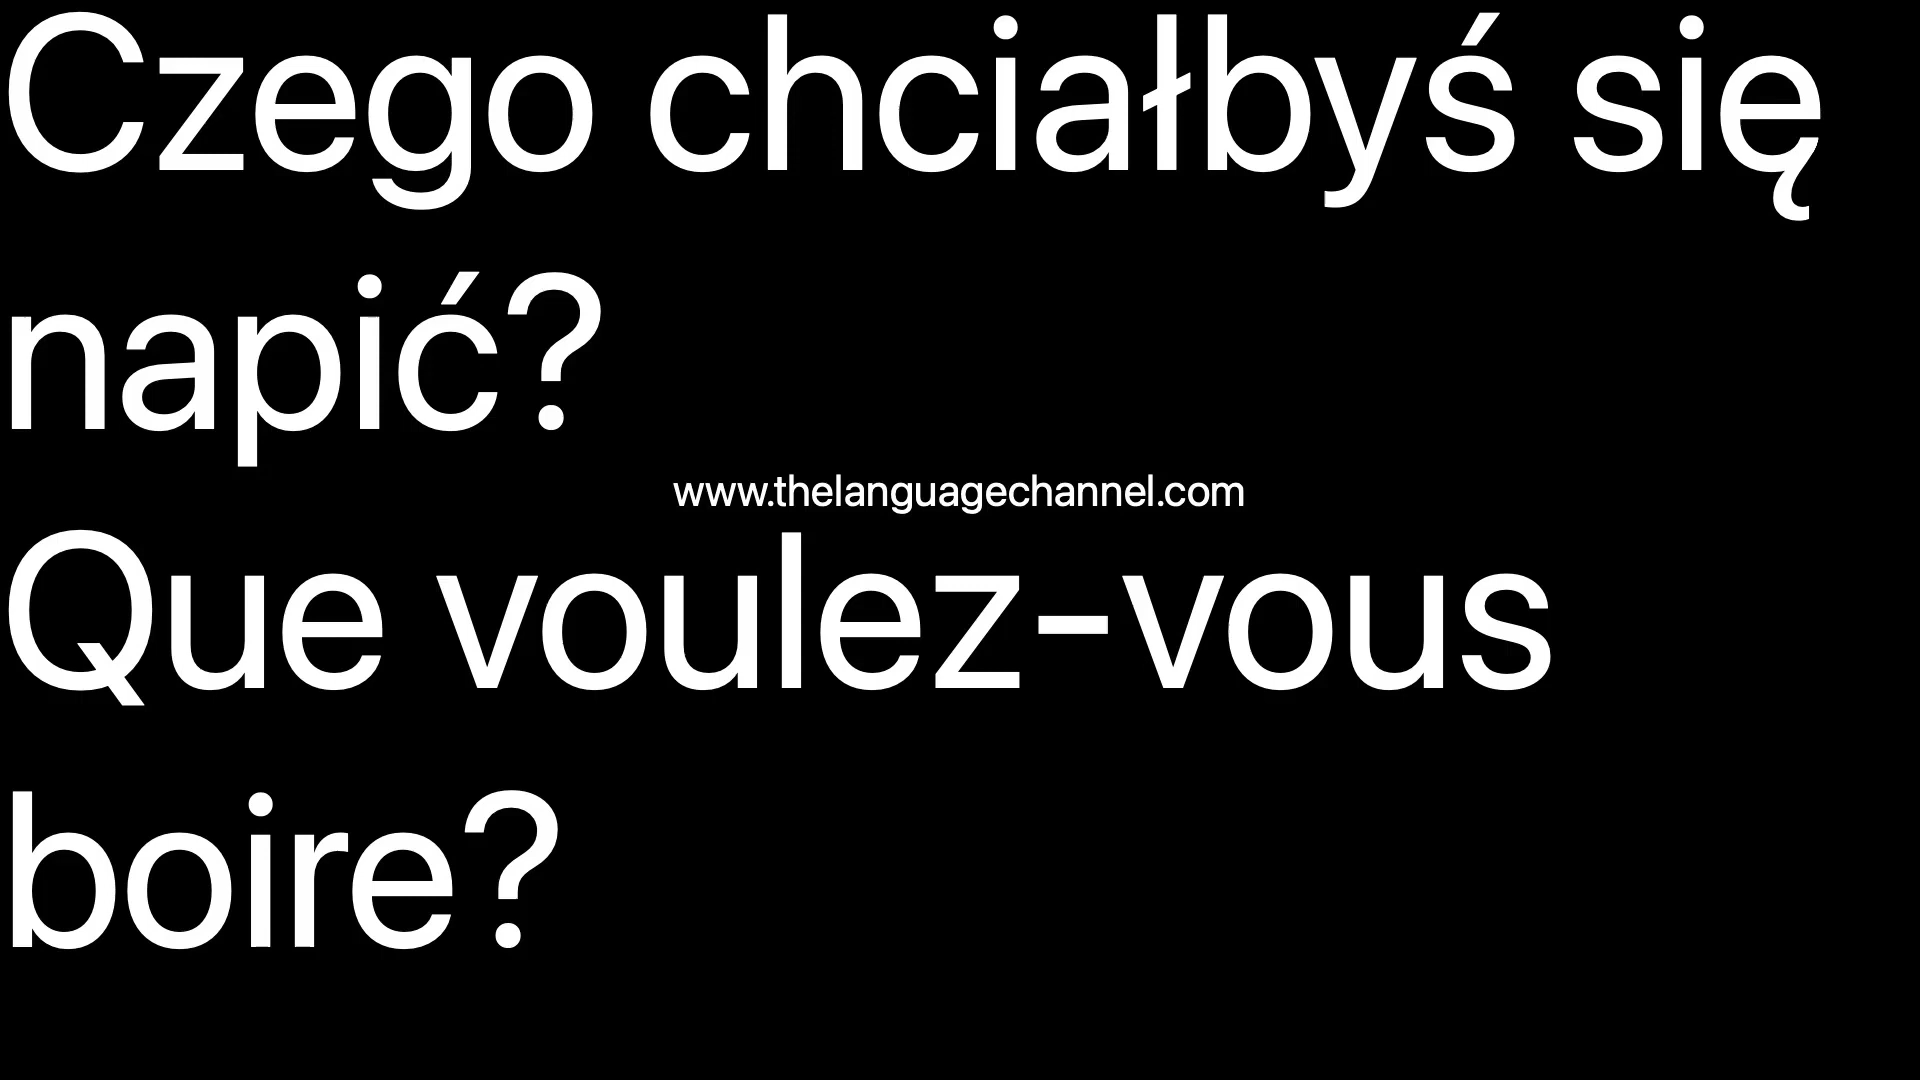 Czego chciałbyś się
napić?
www.thelanguagechannel.com
Que voulez-vous
boire?